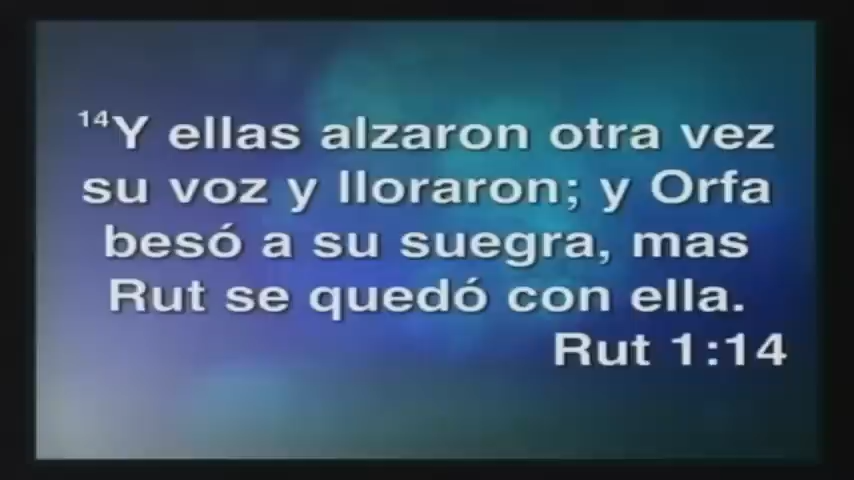 ¹⁴Y ellas alzaron otra vez
su voz y lloraron; y Orfa
besó a su suegra, mas
Rut se quedó con ella.
Rut 1:14